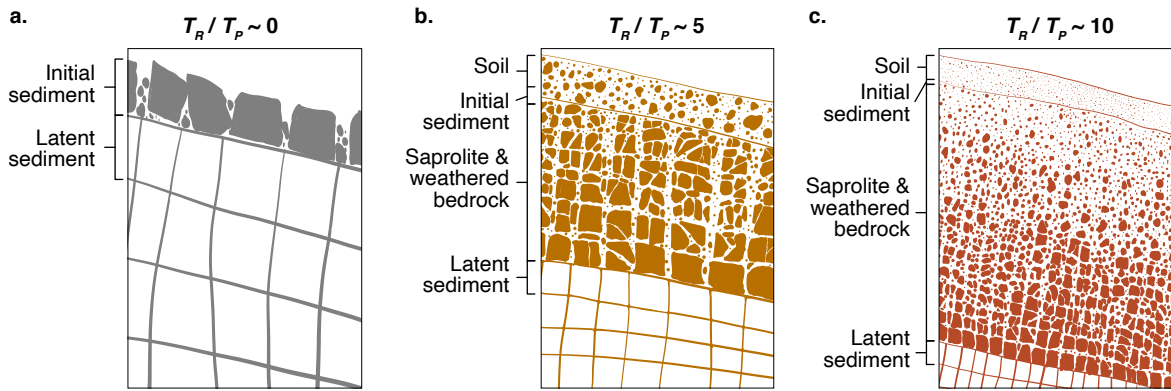 a.
T_R / T_P ~ 0
Initial
sediment
Latent
sediment
b.
T_R / T_P ~ 5
Soil
Initial
sediment
Saprolite &
weathered
bedrock
Latent
sediment
c.
T_R / T_P ~ 10
Soil
Initial
sediment
Saprolite &
weathered
bedrock
Latent
sediment